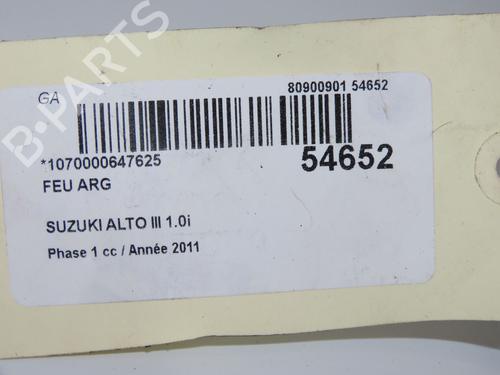 B-PARTS
GA
80900901 54652
*1070000647625
54652
FEU ARG
SUZUKI ALTO III 1.0i
Phase 1 cc / Année 2011